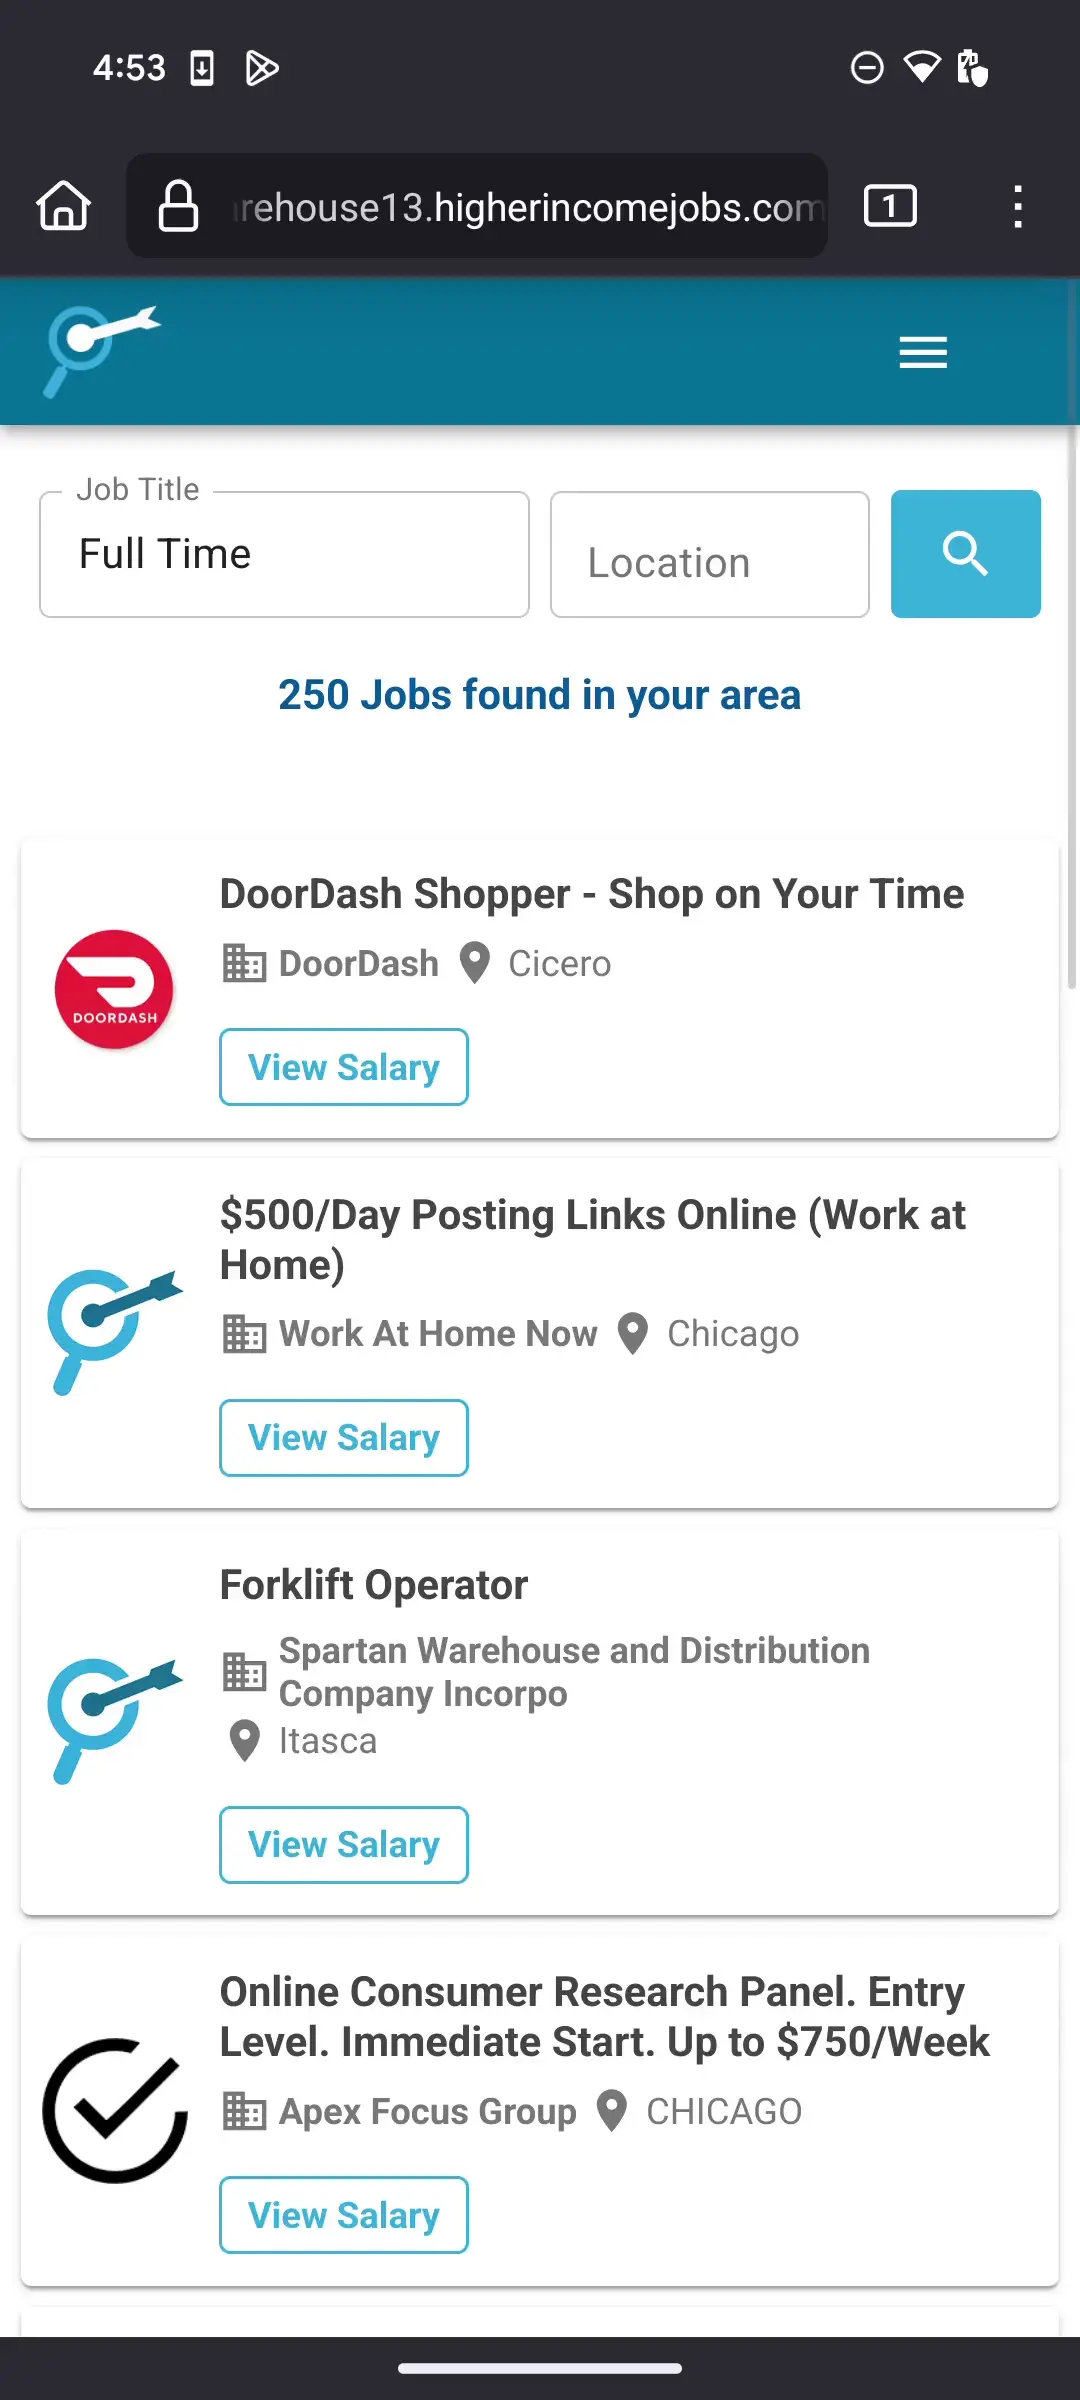 4:53
rehouse13.higherincomejobs.com
1
Job Title
Full Time
Location
250 Jobs found in your area
DoorDash Shopper - Shop on Your Time
DoorDash Cicero
DOORDASH
View Salary
$500/Day Posting Links Online (Work at
Home)
Work At Home Now Chicago
View Salary
Forklift Operator
Spartan Warehouse and Distribution
Company Incorpo
Itasca
View Salary
Online Consumer Research Panel. Entry
Level. Immediate Start. Up to $750/Week
Apex Focus Group CHICAGO
View Salary